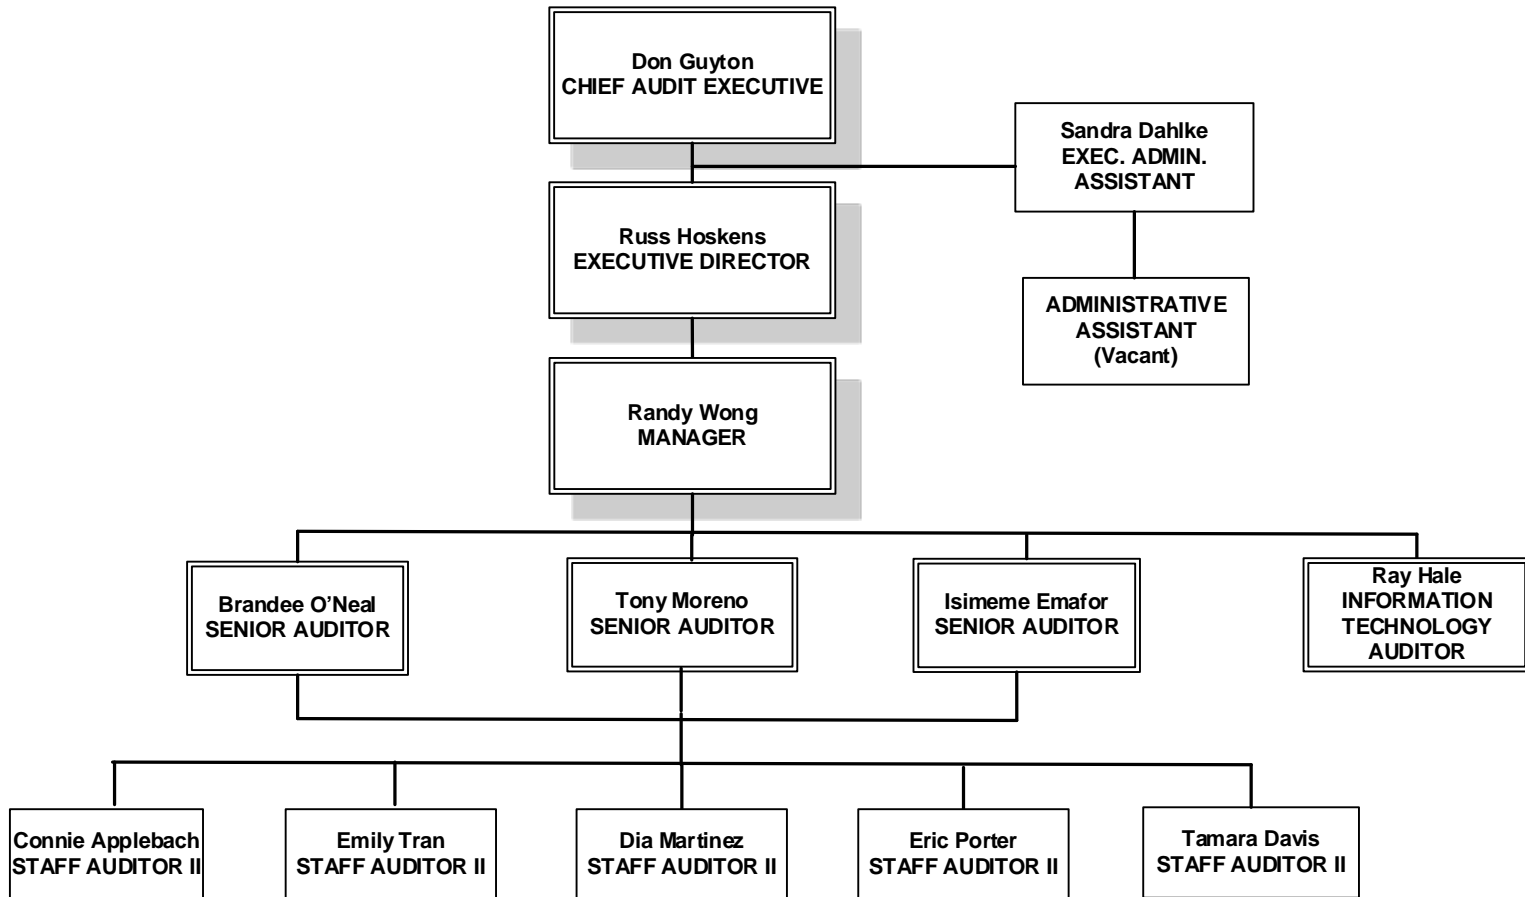 Don Guyton
CHIEF AUDIT EXECUTIVE
Sandra Dahlke
EXEC. ADMIN.
ASSISTANT
Russ Hoskens
EXECUTIVE DIRECTOR
ADMINISTRATIVE
ASSISTANT
(Vacant)
Randy Wong
MANAGER
Brandee O’Neal
SENIOR AUDITOR
Tony Moreno
SENIOR AUDITOR
Isimeme Emafor
SENIOR AUDITOR
Ray Hale
INFORMATION
TECHNOLOGY
AUDITOR
Connie Applebach
STAFF AUDITOR II
Emily Tran
STAFF AUDITOR II
Dia Martinez
STAFF AUDITOR II
Eric Porter
STAFF AUDITOR II
Tamara Davis
STAFF AUDITOR II